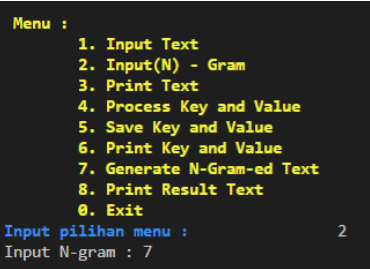 Menu :
1. Input Text
2. Input(N) - Gram
3. Print Text
4. Process Key and Value
5. Save Key and Value
6. Print Key and Value
7. Generate N-Gram-ed Text
8. Print Result Text
0. Exit
Input pilihan menu : 2
Input N-gram : 7